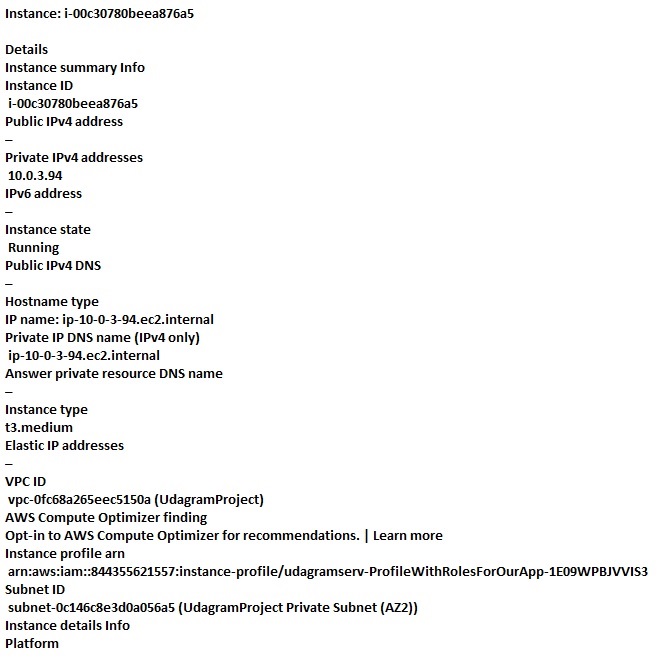 Instance: i-00c30780beea876a5
Details
Instance summary Info
Instance ID
i-00c30780beea876a5
Public IPv4 address
–
Private IPv4 addresses
10.0.3.94
IPv6 address
–
Instance state
Running
Public IPv4 DNS
–
Hostname type
IP name: ip-10-0-3-94.ec2.internal
Private IP DNS name (IPv4 only)
ip-10-0-3-94.ec2.internal
Answer private resource DNS name
–
Instance type
t3.medium
Elastic IP addresses
–
VPC ID
vpc-0fc68a265eec5150a (UdagramProject)
AWS Compute Optimizer finding
Opt-in to AWS Compute Optimizer for recommendations. | Learn more
Instance profile arn
arn:aws:iam::844355621557:instance-profile/udagramserv-ProfileWithRolesForOurApp-1E09WPBJVVIS3
Subnet ID
subnet-0c146c8e3d0a056a5 (UdagramProject Private Subnet (AZ2))
Instance details Info
Platform